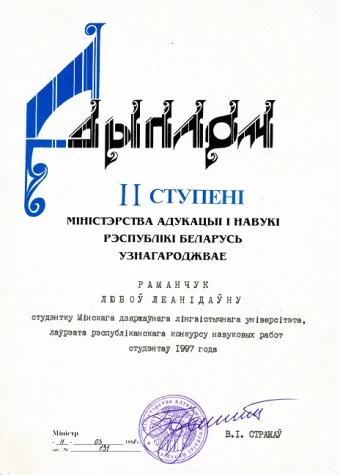 Дыплом
II СТУПЕНІ
МІНІСТЭРСТВА АДУКАЦЫІ І НАВУКІ
РЭСПУБЛІКІ БЕЛАРУСЬ
УЗНАГАРОДЖВАЕ
РАМАНЧУК
ЛЮБОЎ ЛЕАНІДАЎНУ
студэнтку Мінскага дзяржаўнага лінгвістычнага універсітэта,
лаўрэата рэспубліканскага конкурсу навуковых работ
студэнтаў 1997 года
Міністр
- 11 - 03 1998 г.
№ 131
В.І. СТРАЖАЎ